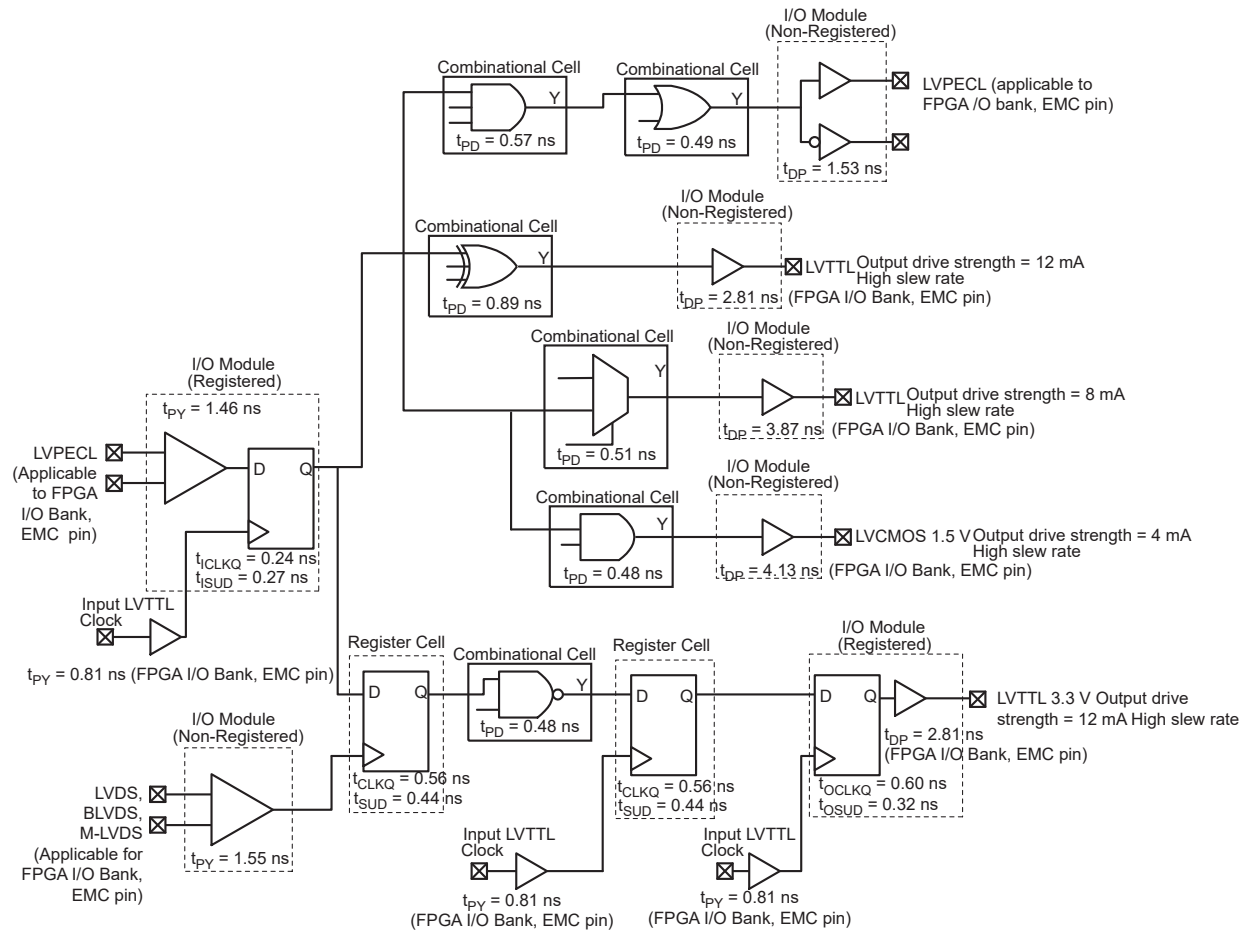 I/O Module
(Non-Registered)
Combinational Cell
Y
tPD = 0.57 ns
Combinational Cell
Y
tPD = 0.49 ns
LVPECL (applicable to
FPGA /O bank, EMC pin)
tDP = 1.53 ns
I/O Module
(Non-Registered)
Combinational Cell
Y
tPD = 0.89 ns
LVTTL Output drive strength = 12 mA
High slew rate
tDP = 2.81 ns
(FPGA I/O Bank, EMC pin)
I/O Module
(Non-Registered)
Combinational Cell
Y
tPD = 0.51 ns
LVTTL Output drive strength = 8 mA
High slew rate
tDP = 3.87 ns
(FPGA I/O Bank, EMC pin)
I/O Module
(Registered)
tPY = 1.46 ns
LVPECL
(Applicable
to FPGA
I/O Bank,
EMC pin)
D
Q
tICLKQ = 0.24 ns
tISUD = 0.27 ns
I/O Module
(Non-Registered)
Combinational Cell
Y
tPD = 0.48 ns
LVCMOS 1.5 V Output drive strength = 4 mA
High slew rate
tDP = 4.13 ns
(FPGA I/O Bank, EMC pin)
Input LVTTL
Clock
tPY = 0.81 ns (FPGA I/O Bank, EMC pin)
Register Cell
D
Q
tCLKQ = 0.56 ns
tSUD = 0.44 ns
Combinational Cell
Y
tPD = 0.48 ns
Register Cell
D
Q
tCLKQ = 0.56 ns
tSUD = 0.44 ns
I/O Module
(Registered)
D
Q
tDP = 2.81 ns
(FPGA I/O Bank, EMC pin)
tOCLKQ = 0.60 ns
tOSUD = 0.32 ns
LVTTL 3.3 V Output drive
strength = 12 mA High slew rate
I/O Module
(Non-Registered)
LVDS,
BLVDS,
M-LVDS
(Applicable for
FPGA I/O Bank,
EMC pin)
tPY = 1.55 ns
Input LVTTL
Clock
tPY = 0.81 ns
(FPGA I/O Bank, EMC pin)
Input LVTTL
Clock
tPY = 0.81 ns
(FPGA I/O Bank, EMC pin)